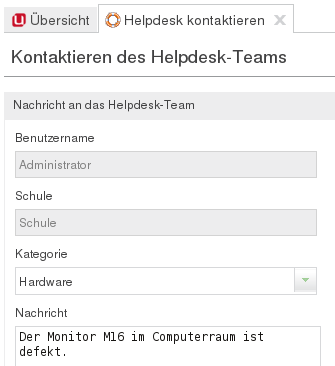 Übersicht
Helpdesk kontaktieren
Kontaktieren des Helpdesk-Teams
Nachricht an das Helpdesk-Team
Benutzername
Administrator
Schule
Schule
Kategorie
Hardware
Nachricht
Der Monitor M16 im Computerraum ist
defekt.